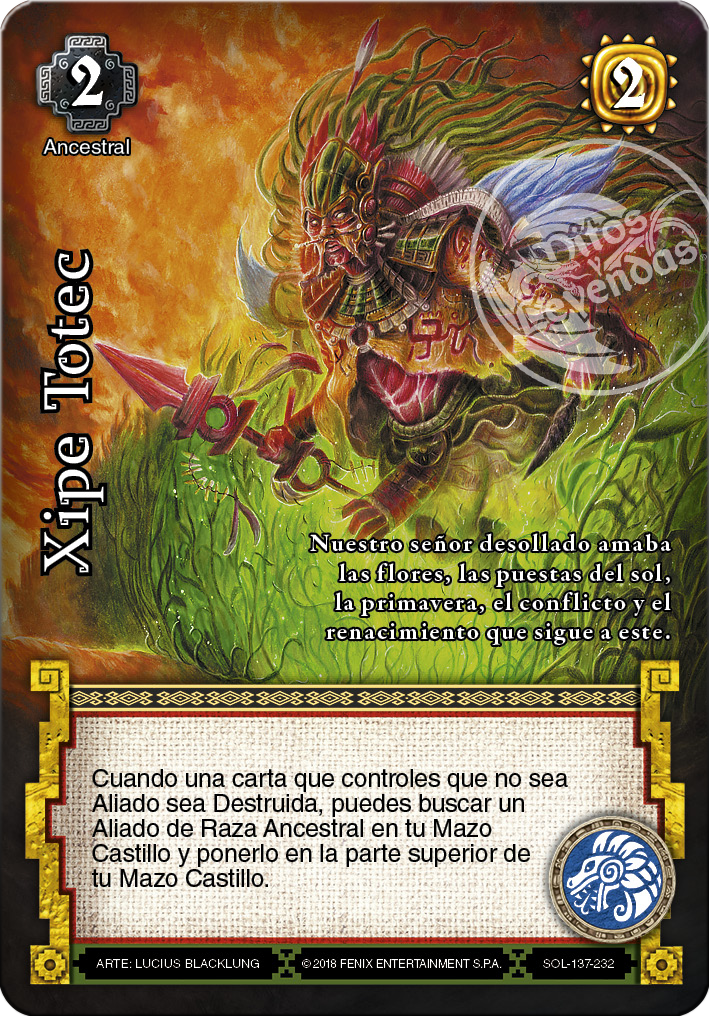 2
2
Ancestral
Mitos
y
Leyendas
Xipe Totec
Nuestro señor desollado amaba
las flores, las puestas del sol,
la primavera, el conflicto y el
renacimiento que sigue a este.
Cuando una carta que controles que no sea
Aliado sea Destruida, puedes buscar un
Aliado de Raza Ancestral en tu Mazo
Castillo y ponerlo en la parte superior de
tu Mazo Castillo.
ARTE: LUCIUS BLACKLUNG
©2018 FENIX ENTERTAINMENT S.P.A.
SOL-137-232